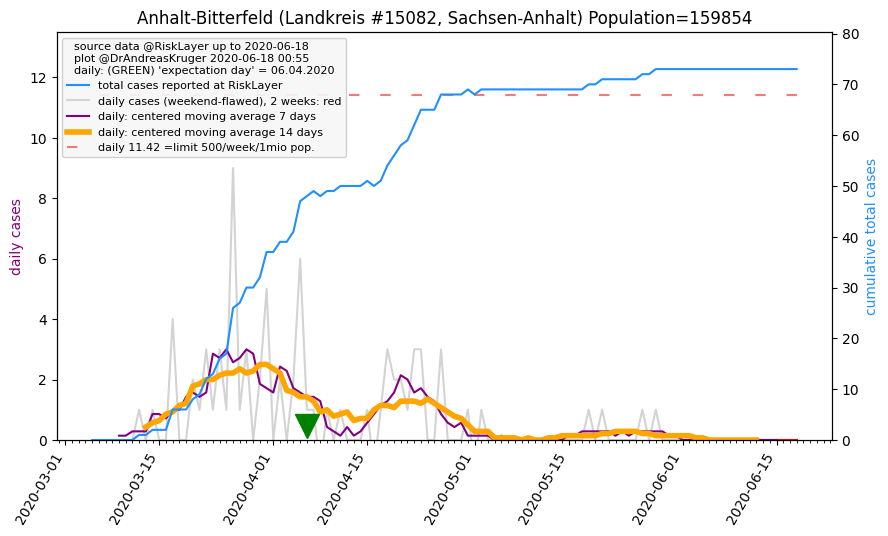 Anhalt-Bitterfeld (Landkreis #15082, Sachsen-Anhalt) Population=159854
source data @RiskLayer up to 2020-06-18
plot @DrAndreasKruger 2020-06-18 00:55
daily: (GREEN) 'expectation day' = 06.04.2020
total cases reported at RiskLayer
daily cases (weekend-flawed), 2 weeks: red
daily: centered moving average 7 days
daily: centered moving average 14 days
daily 11.42 =limit 500/week/1mio pop.
daily cases
12
10
8
6
4
2
0
80
70
60
50
40
30
20
10
0
cumulative total cases
2020-03-01
2020-03-15
2020-04-01
2020-04-15
2020-05-01
2020-05-15
2020-06-01
2020-06-15